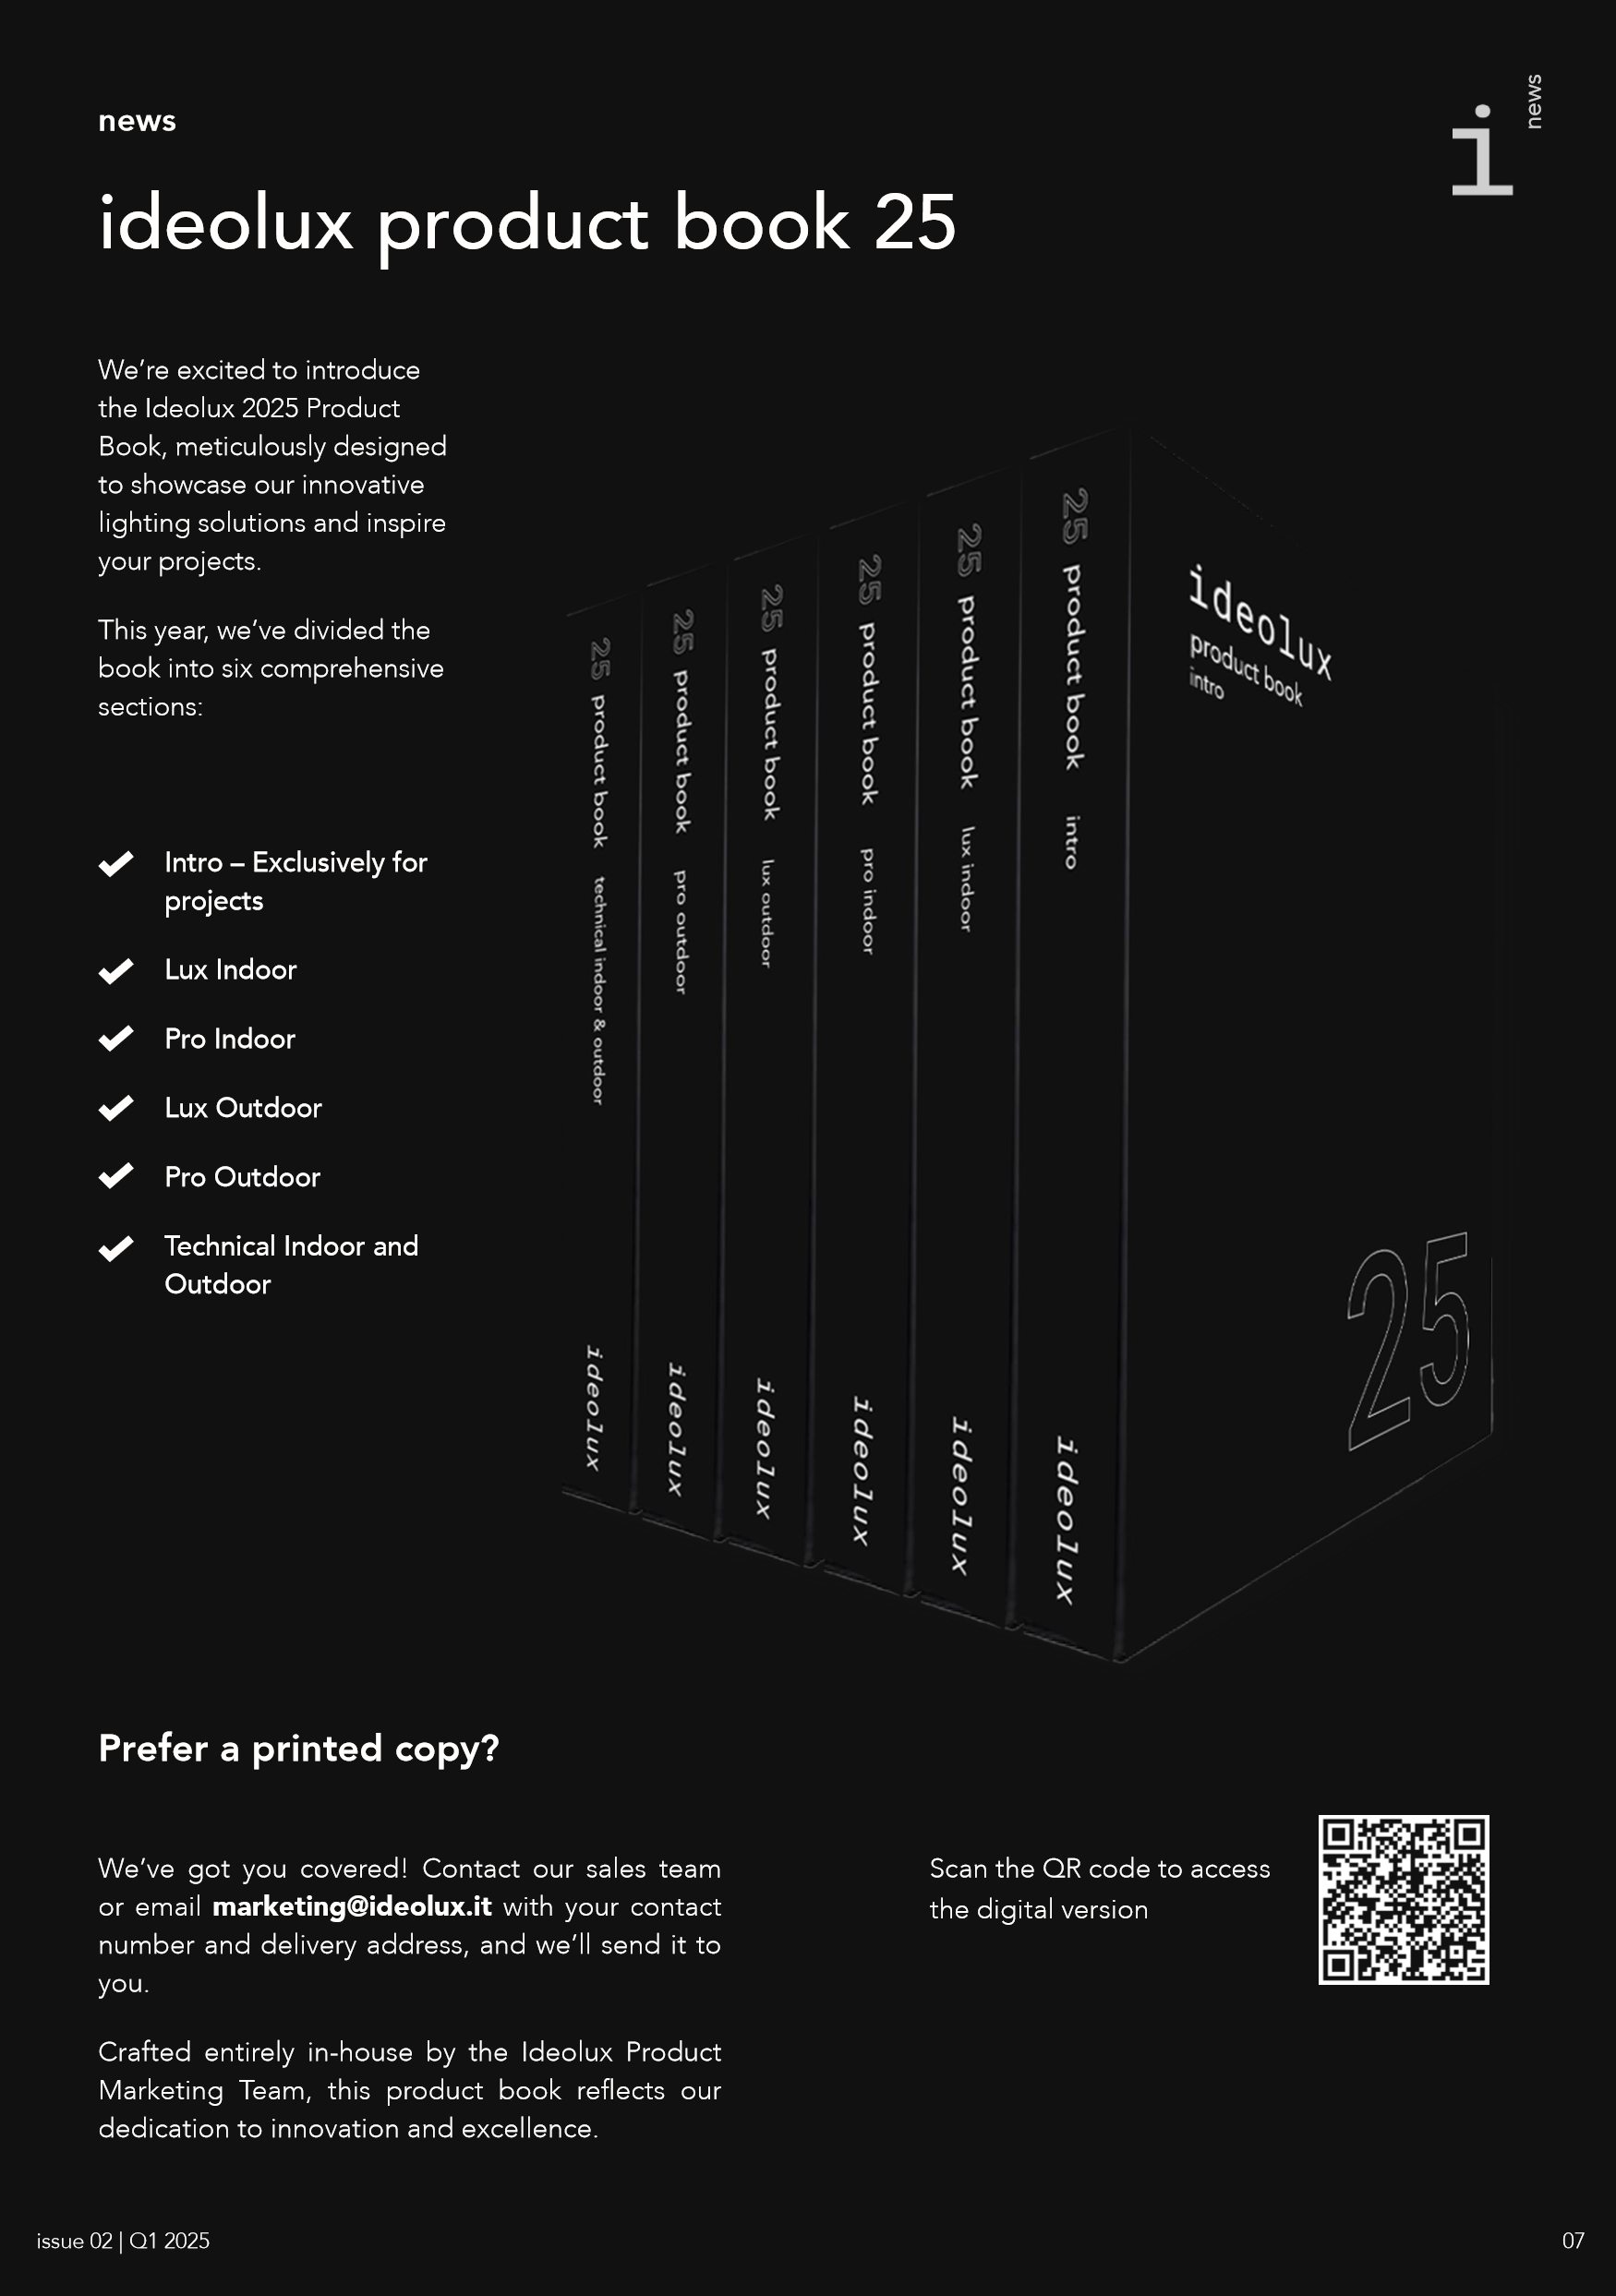 news
i
news
ideolux product book 25
We’re excited to introduce
the Ideolux 2025 Product
Book, meticulously designed
to showcase our innovative
lighting solutions and inspire
your projects.
This year, we’ve divided the
book into six comprehensive
sections:
Intro – Exclusively for
projects
Lux Indoor
Pro Indoor
Lux Outdoor
Pro Outdoor
Technical Indoor and
Outdoor
25 product book technical indoor & outdoor ideolux
25 product book pro outdoor ideolux
25 product book lux outdoor ideolux
25 product book pro indoor ideolux
25 product book lux indoor ideolux
25 product book intro ideolux
ideolux
product book
intro
25
Prefer a printed copy?
We’ve got you covered! Contact our sales team
or email marketing@ideolux.it with your contact
number and delivery address, and we’ll send it to
you.
Crafted entirely in-house by the Ideolux Product
Marketing Team, this product book reflects our
dedication to innovation and excellence.
Scan the QR code to access
the digital version
issue 02 | Q1 2025
07